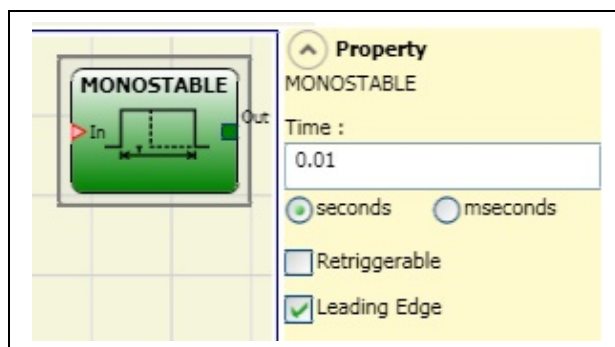 MONOSTABLE
In
Out
T
Property
MONOSTABLE
Time :
0.01
seconds mseconds
Retriggerable
Leading Edge